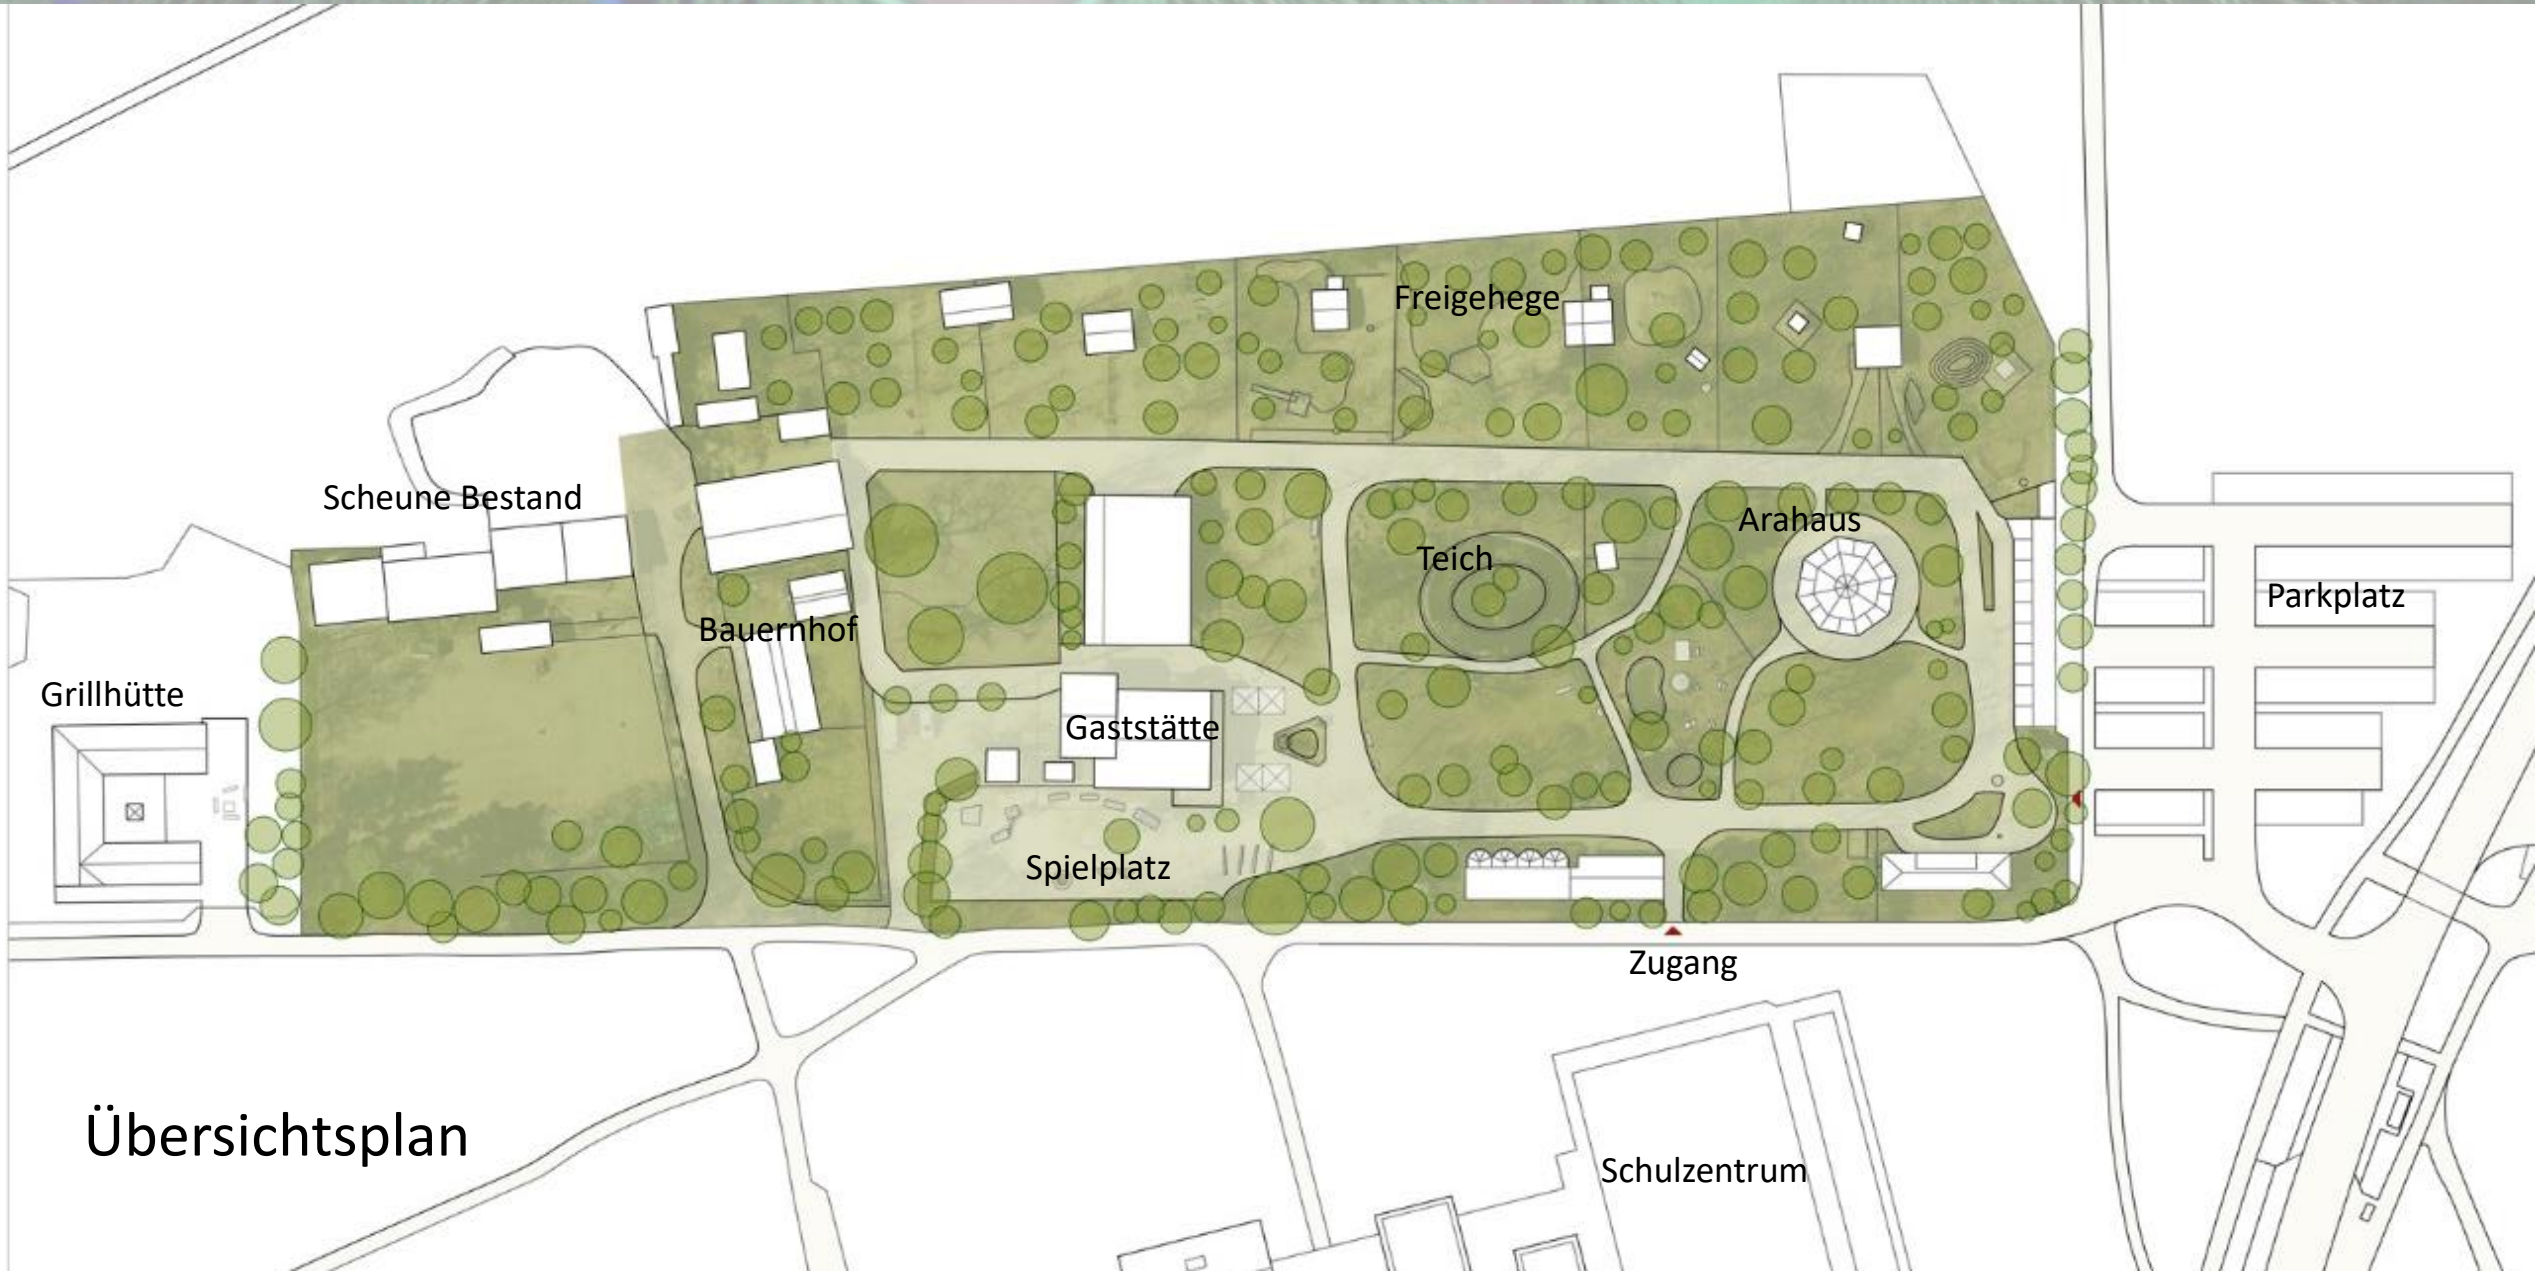 Freigehege
Scheune Bestand
Arahaus
Teich
Parkplatz
Bauernhof
Grillhütte
Gaststätte
Spielplatz
Zugang
Übersichtsplan
Schulzentrum